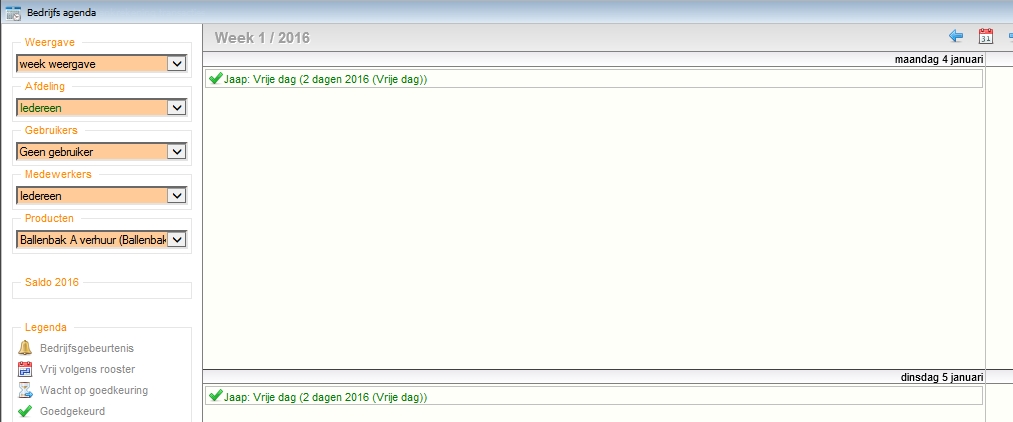 Bedrijfs agenda
Weergave
week weergave
Afdeling
Iedereen
Gebruikers
Geen gebruiker
Medewerkers
Iedereen
Producten
Ballenbak A verhuur (Ballenbak
Saldo 2016
Legenda
Bedrijfsgebeurtenis
Vrij volgens rooster
Wacht op goedkeuring
Goedgekeurd
Week 1 / 2016
31
maandag 4 januari
Jaap: Vrije dag (2 dagen 2016 (Vrije dag))
dinsdag 5 januari
Jaap: Vrije dag (2 dagen 2016 (Vrije dag))